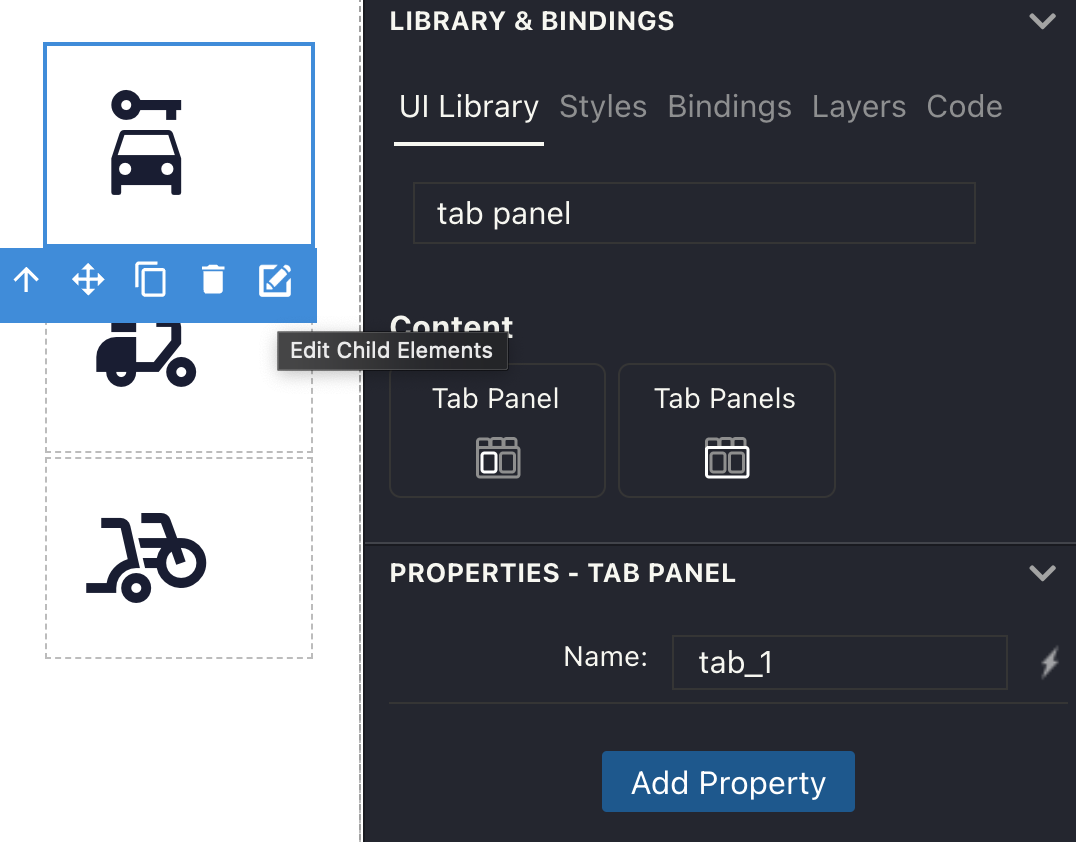 LIBRARY & BINDINGS
UI Library Styles Bindings Layers Code
tab panel
Content
Edit Child Elements
Tab Panel Tab Panels
PROPERTIES - TAB PANEL
Name: tab_1
Add Property